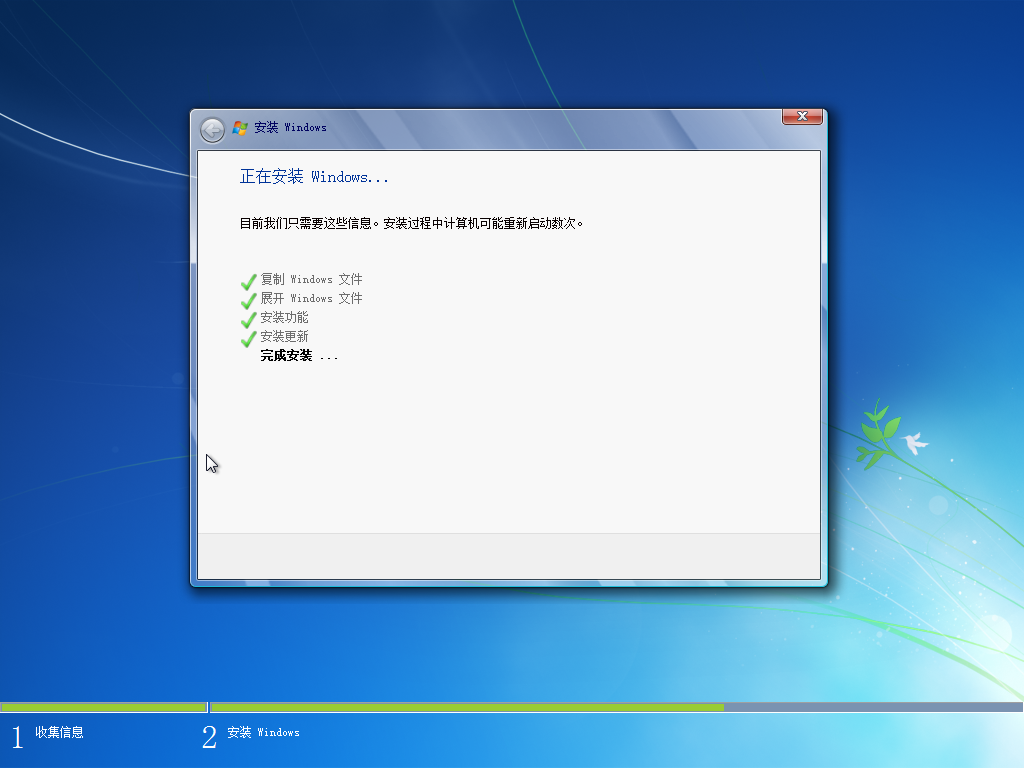 安装 Windows
正在安装 Windows...
目前我们只需要这些信息。安装过程中计算机可能重新启动数次。
复制 Windows 文件
展开 Windows 文件
安装功能
安装更新
完成安装 ...
1 收集信息
2 安装 Windows